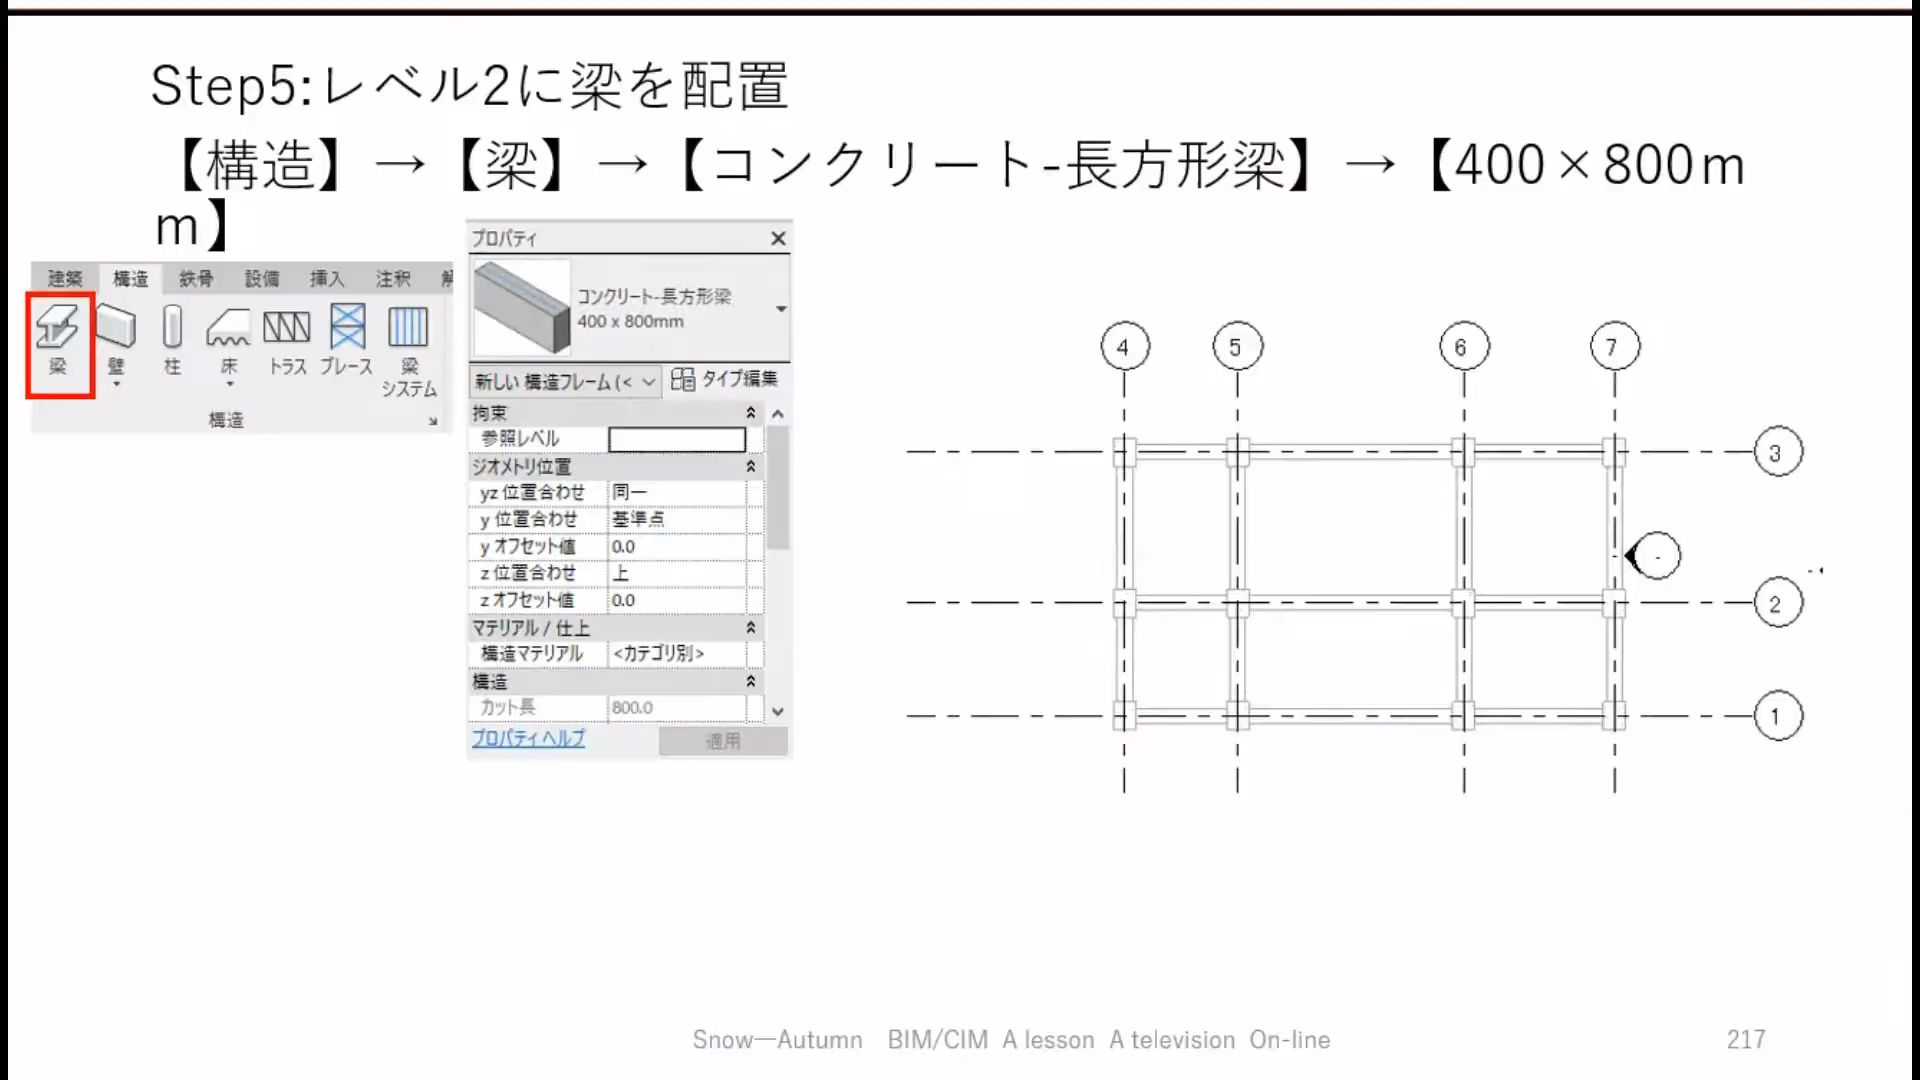 Step5:レベル2に梁を配置
【構造】→【梁】→【コンクリート-長方形梁】→【400×800m
m】
建築 構造 鉄骨 設備 挿入 注釈
梁 壁 柱 床 トラス ブレース 梁
システム
構造
プロパティ
コンクリート-長方形梁
400 x 800mm
新しい 構造フレーム (< タイプ編集
拘束
参照レベル
ジオメトリ位置
yz 位置合わせ 同一
y 位置合わせ 基準点
y オフセット値 0.0
z 位置合わせ 上
z オフセット値 0.0
マテリアル / 仕上
構造マテリアル <カテゴリ別>
構造
カット長 800.0
プロパティ ヘルプ 適用
4 5 6 7
3
-
2
1
Snow—Autumn BIM/CIM A lesson A television On-line
217